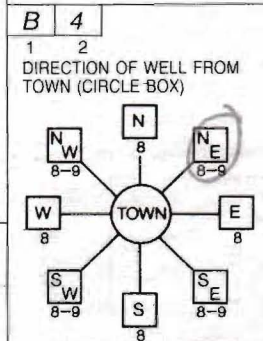 B 4
1 2
DIRECTION OF WELL FROM
TOWN (CIRCLE BOX)
N
8
N W
8-9
N E
8-9
W
8
TOWN
E
8
S W
8-9
S E
8-9
S
8